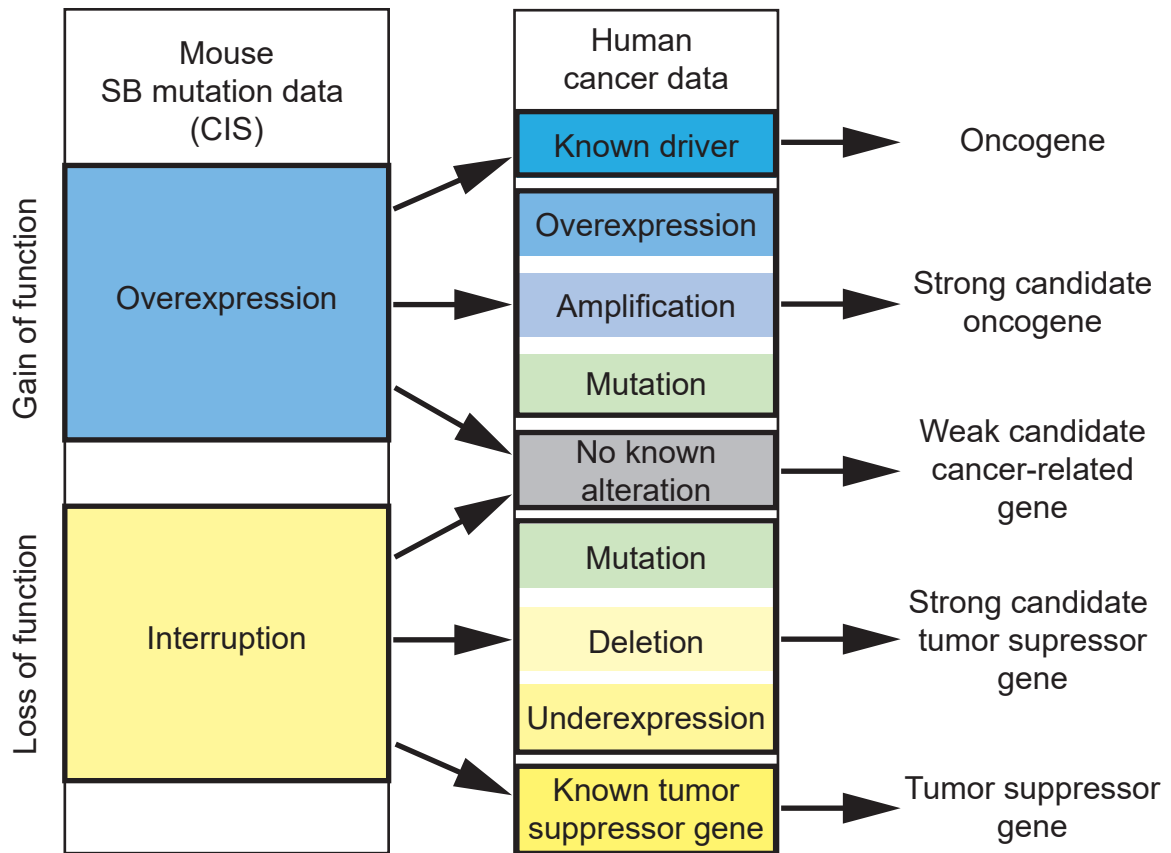 Mouse
SB mutation data
(CIS)
Human
cancer data
Gain of function
Overexpression
Loss of function
Interruption
Known driver
Overexpression
Amplification
Mutation
No known
alteration
Mutation
Deletion
Underexpression
Known tumor
suppressor gene
Oncogene
Strong candidate
oncogene
Weak candidate
cancer-related
gene
Strong candidate
tumor supressor
gene
Tumor suppressor
gene